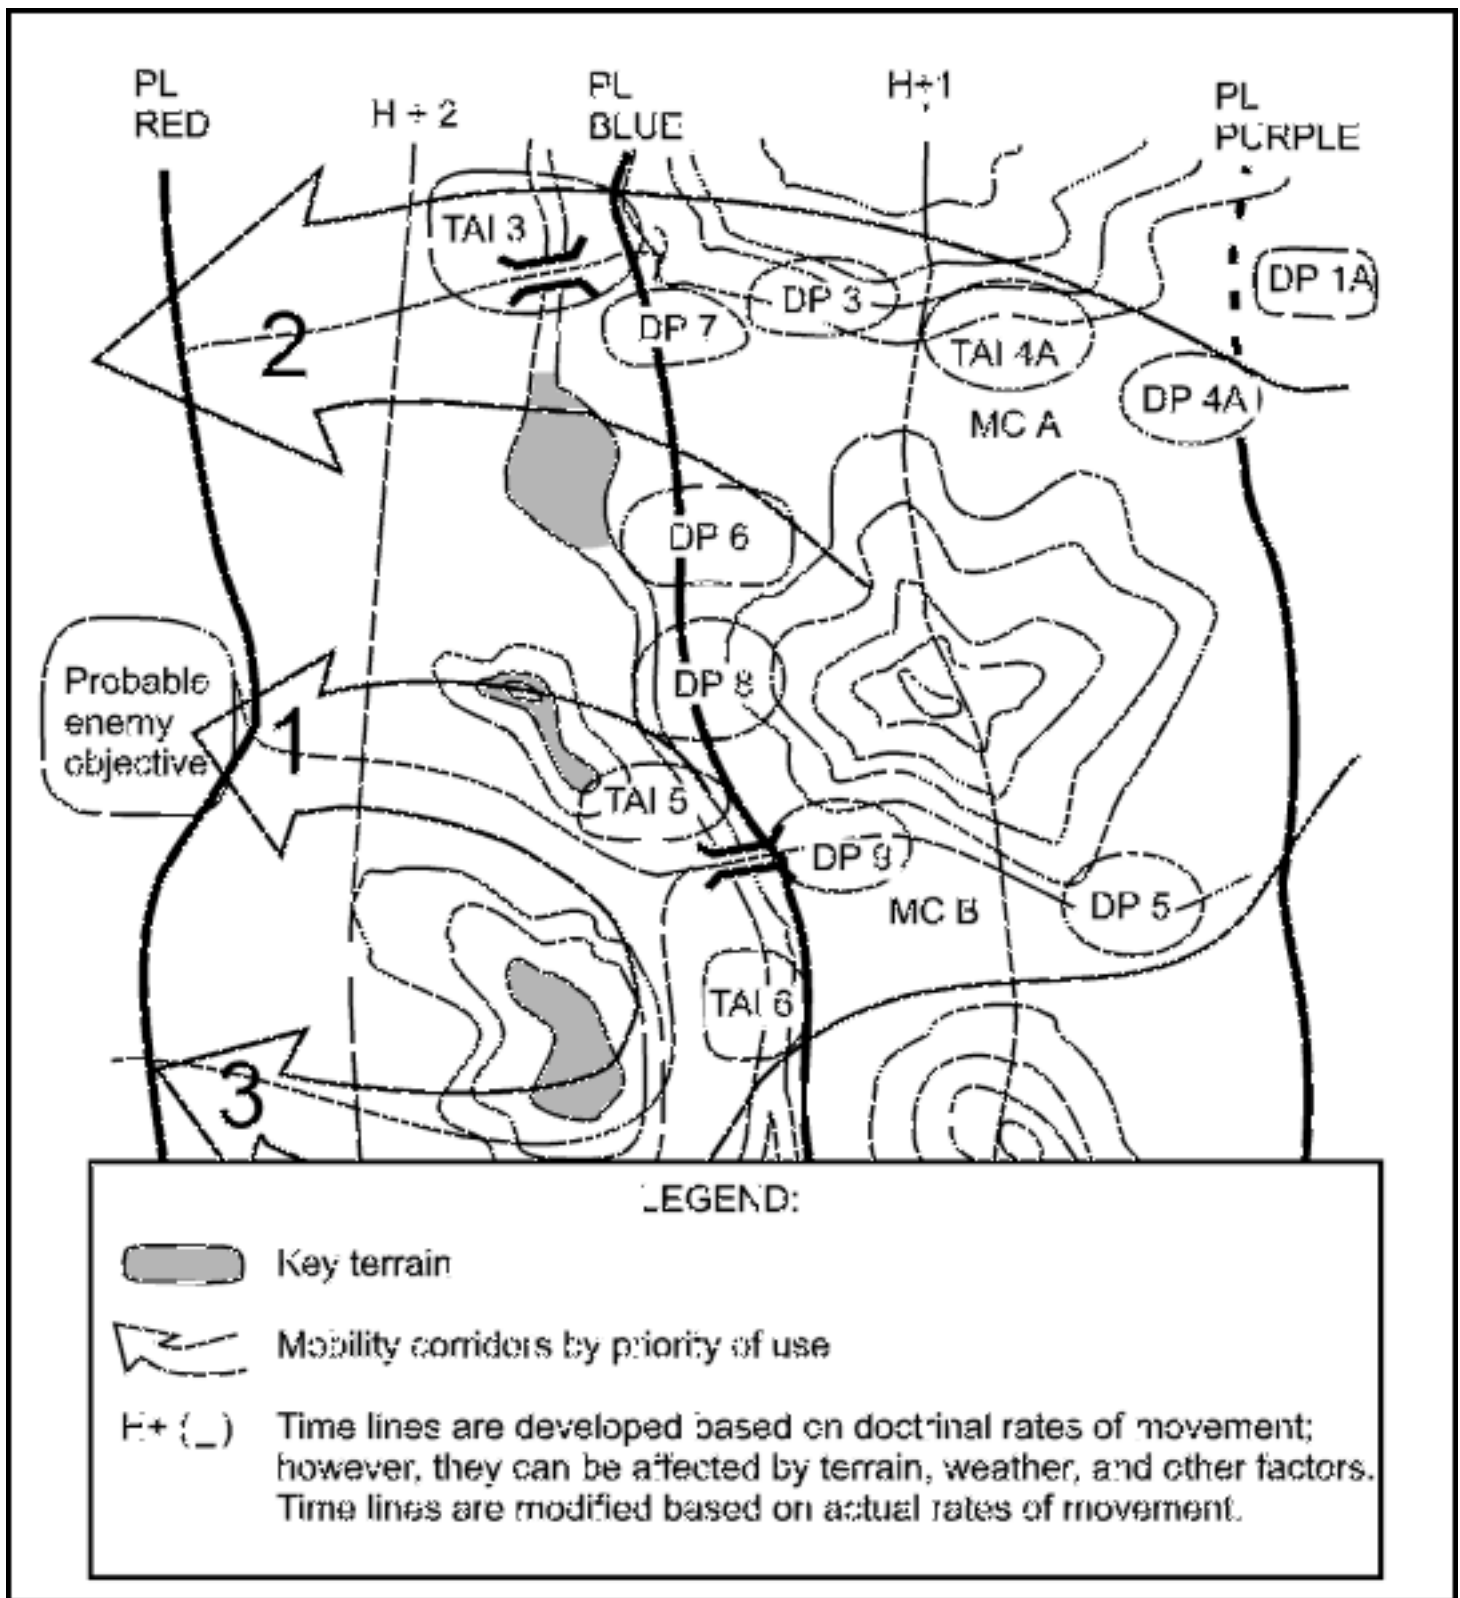 PL
RED
H + 2
PL
BLUE
H+1
PL
PURPLE
TAI 3
DP 1A
DP 3
DP 7
2
TAI 4A
DP 4A
MC A
DP 6
Probable
enemy
objective
DP 8
1
TAI 5
DP 9
MC B
DP 5
TAI 6
3
LEGEND:
Key terrain
Mobility corridors by priority of use
H+ (_)
Time lines are developed based on doctrinal rates of movement;
however, they can be affected by terrain, weather, and other factors.
Time lines are modified based on actual rates of movement.